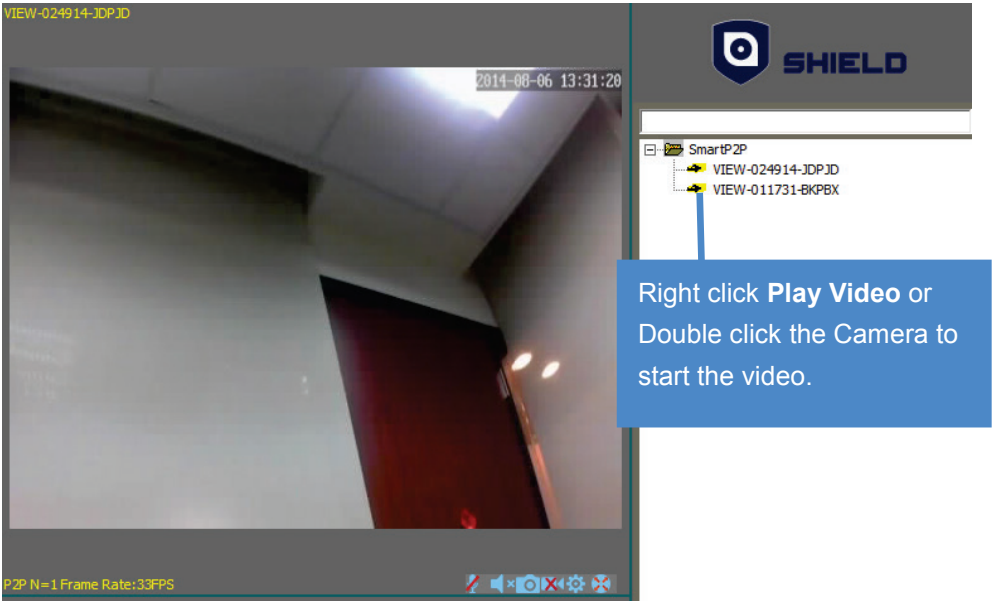 VIEW-024914-JDPJD
2014-08-06 13:31:20
P2P N=1 Frame Rate:33FPS
SHIELD
SmartP2P
VIEW-024914-JDPJD
VIEW-011731-BKPBX
Right click Play Video or
Double click the Camera to
start the video.